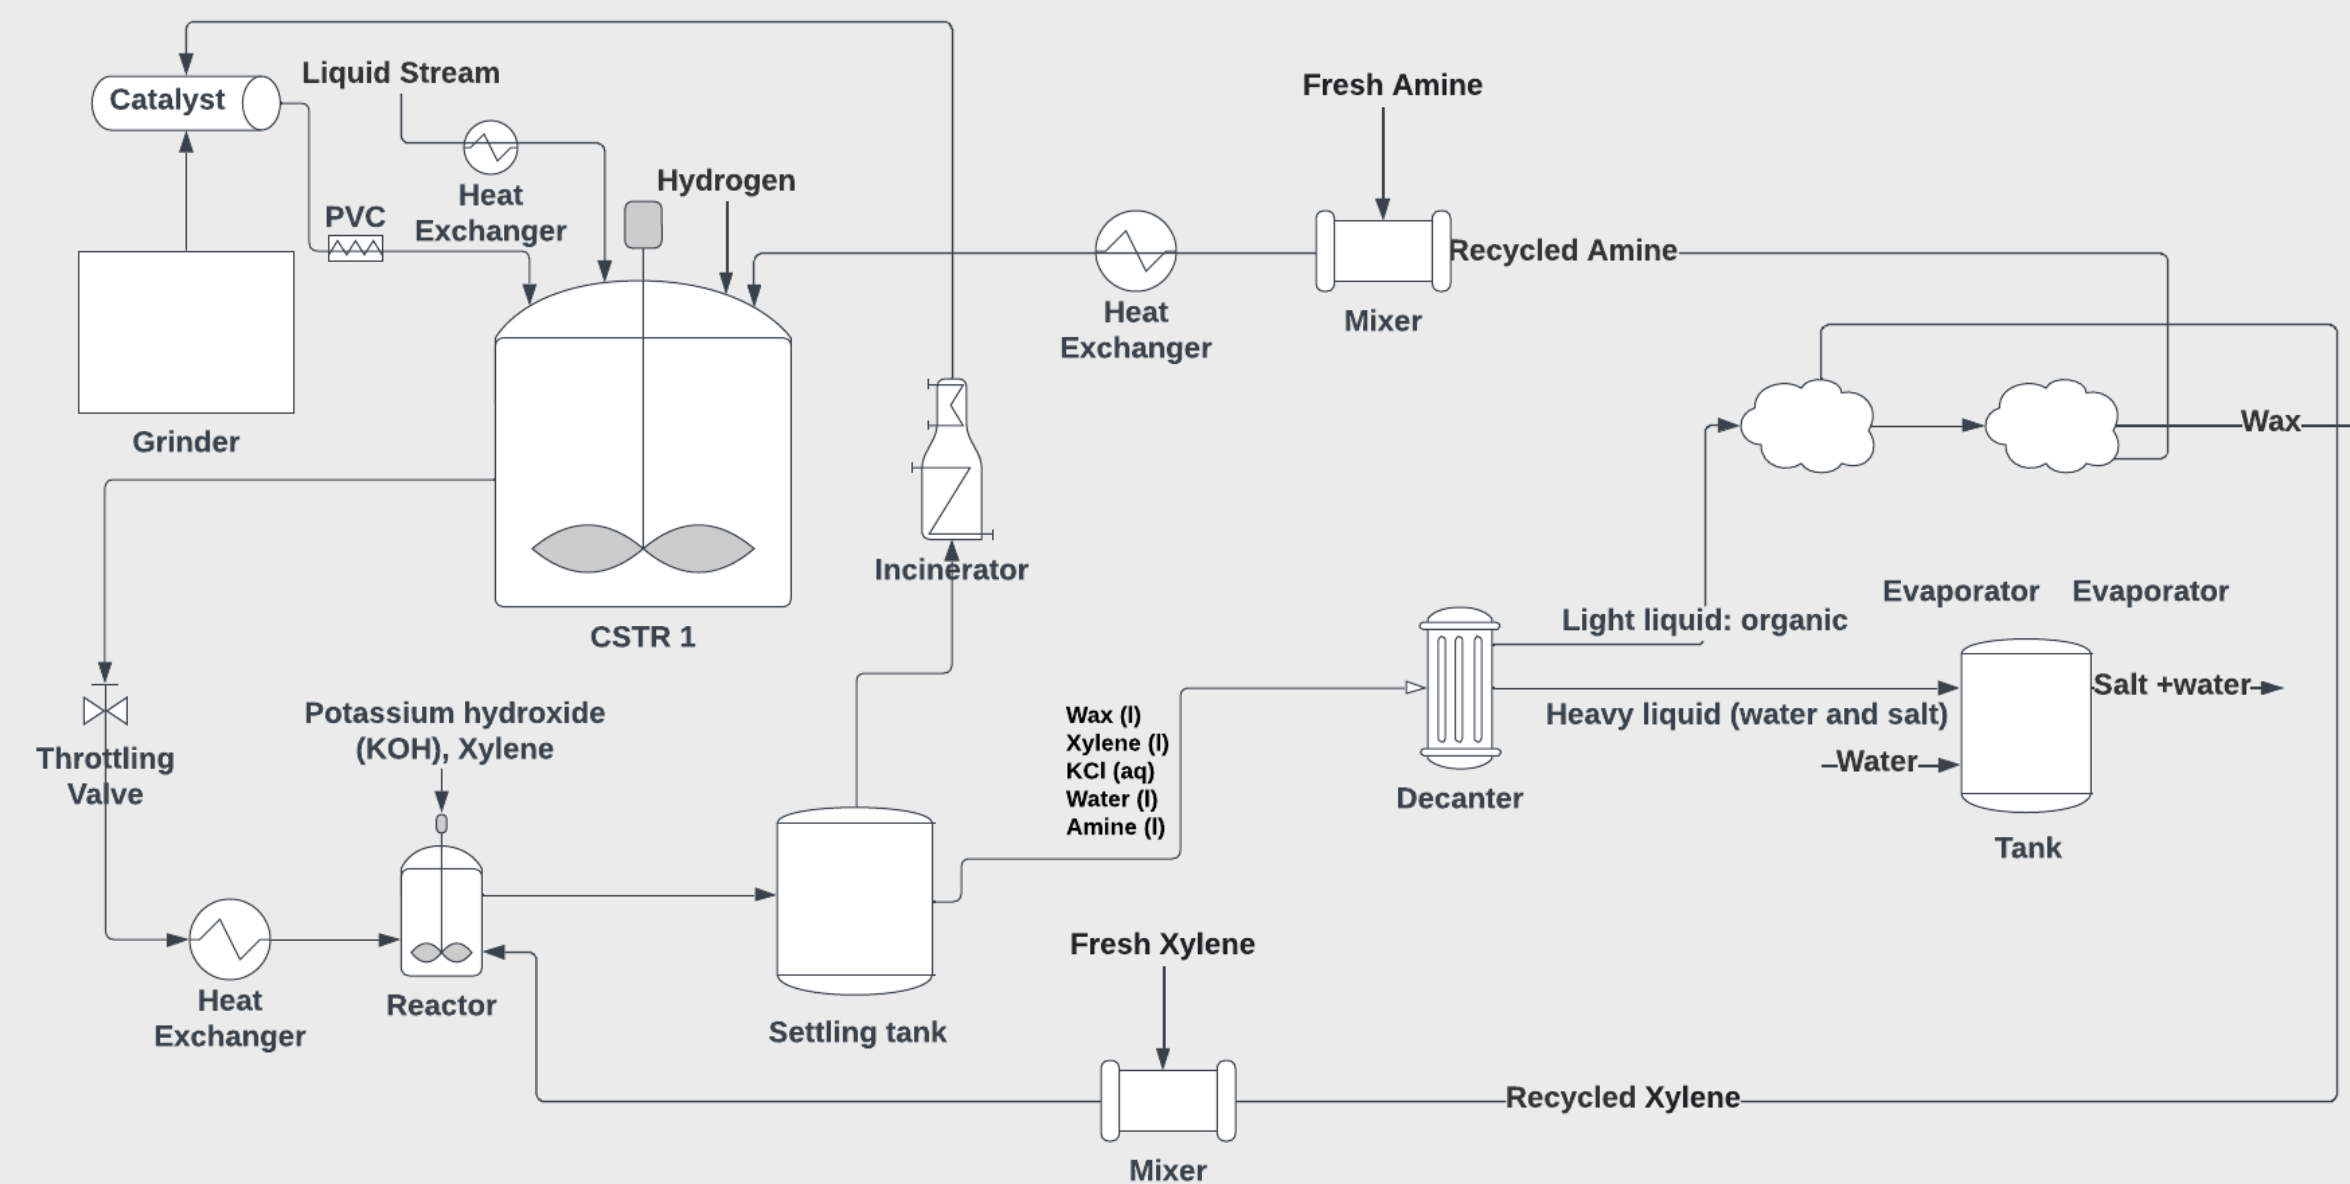 Liquid Stream
Catalyst
Fresh Amine
Hydrogen
Heat
Exchanger
PVC
Recycled Amine
Heat
Exchanger
Mixer
Grinder
Wax
Incinerator
CSTR 1
Evaporator
Evaporator
Light liquid: organic
Salt +water
Heavy liquid (water and salt)
Water
Potassium hydroxide
(KOH), Xylene
Wax (l)
Xylene (l)
KCl (aq)
Water (l)
Amine (l)
Throttling
Valve
Decanter
Tank
Fresh Xylene
Heat
Exchanger
Reactor
Settling tank
Recycled Xylene
Mixer